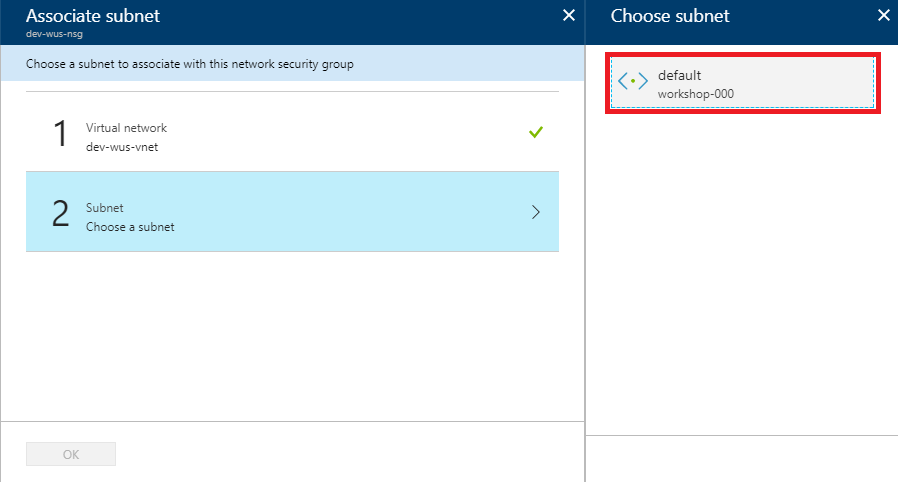 Associate subnet
dev-wus-nsg
Choose a subnet to associate with this network security group
1
Virtual network
dev-wus-vnet
2
Subnet
Choose a subnet
OK
Choose subnet
default
workshop-000